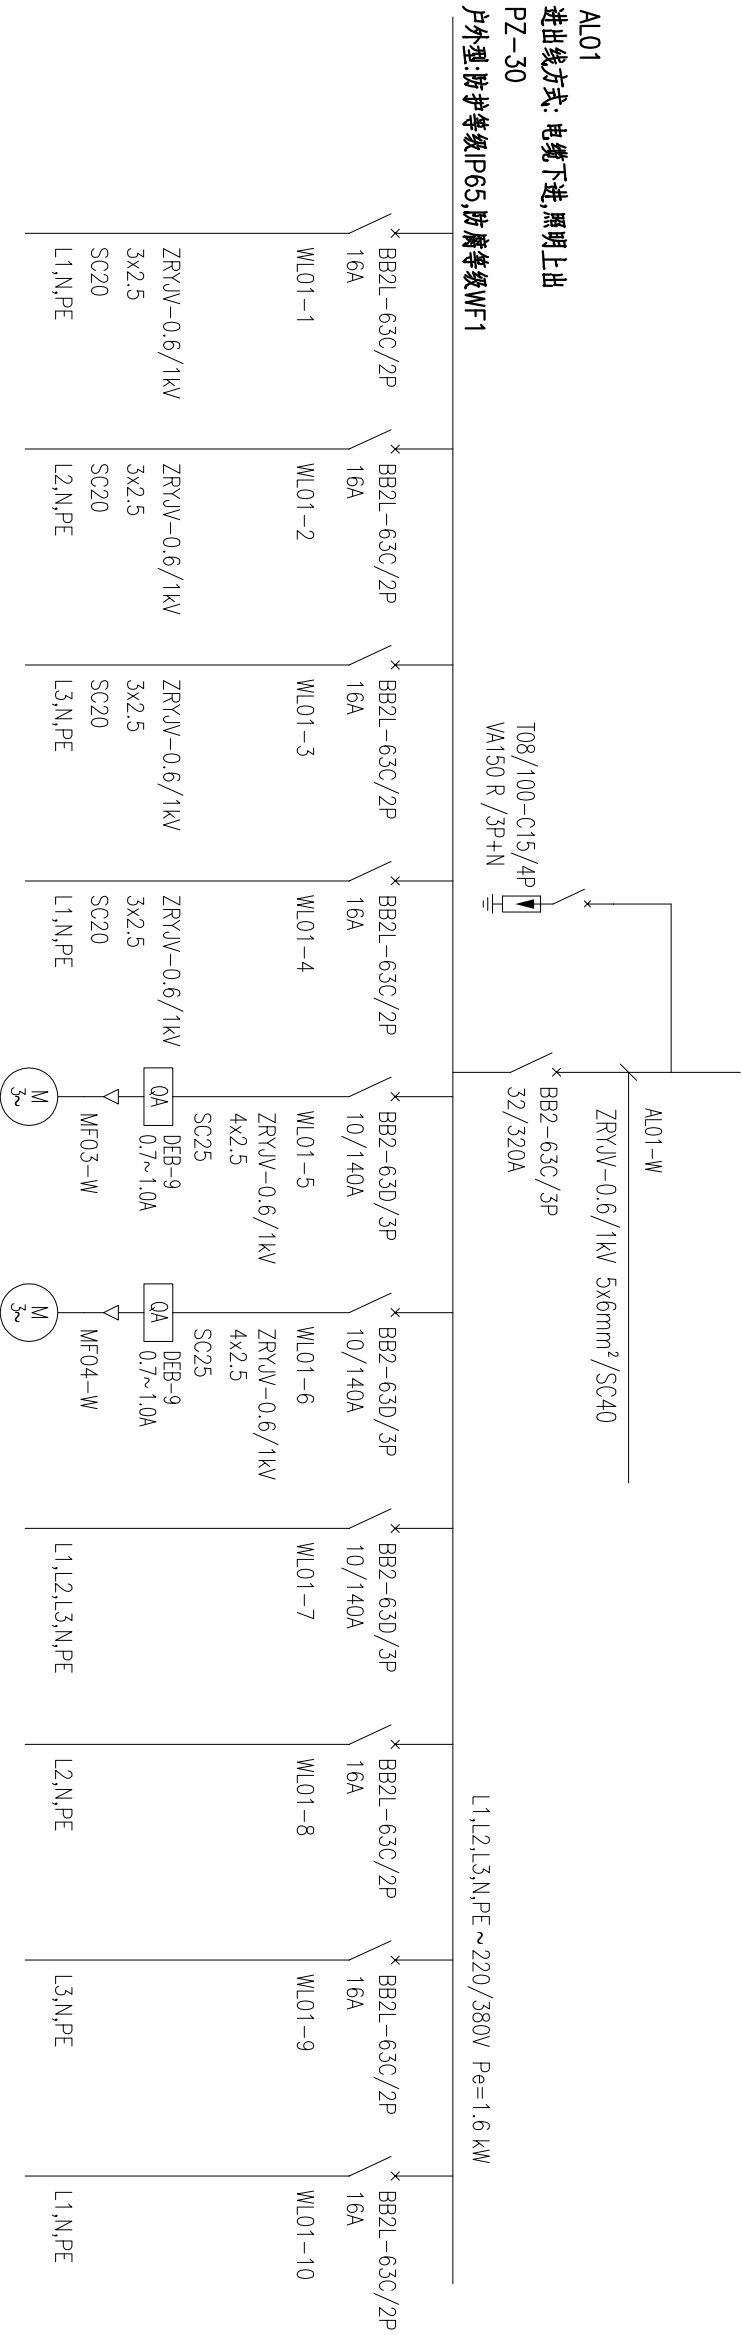 AL01
进出线方式: 电缆下进,照明上出
PZ-30
户外型:防护等级IP65,防腐等级WF1
AL01-W
ZRYJV-0.6/1kV 5x6mm²/SC40
BB2-63C/3P
32/320A
T08/100-C15/4P
VA150 R /3P+N
L1,L2,L3,N,PE ~220/380V Pe=1.6 kW
BB2L-63C/2P
16A
WL01-1
ZRYJV-0.6/1kV
3x2.5
SC20
L1,N,PE
BB2L-63C/2P
16A
WL01-2
ZRYJV-0.6/1kV
3x2.5
SC20
L2,N,PE
BB2L-63C/2P
16A
WL01-3
ZRYJV-0.6/1kV
3x2.5
SC20
L3,N,PE
BB2L-63C/2P
16A
WL01-4
ZRYJV-0.6/1kV
3x2.5
SC20
L1,N,PE
BB2-63D/3P
10/140A
WL01-5
ZRYJV-0.6/1kV
4x2.5
SC25
QA
DEB-9
0.7~1.0A
MF03-W
M
3~
BB2-63D/3P
10/140A
WL01-6
ZRYJV-0.6/1kV
4x2.5
SC25
QA
DEB-9
0.7~1.0A
MF04-W
M
3~
BB2-63D/3P
10/140A
WL01-7
L1,L2,L3,N,PE
BB2L-63C/2P
16A
WL01-8
L2,N,PE
BB2L-63C/2P
16A
WL01-9
L3,N,PE
BB2L-63C/2P
16A
WL01-10
L1,N,PE